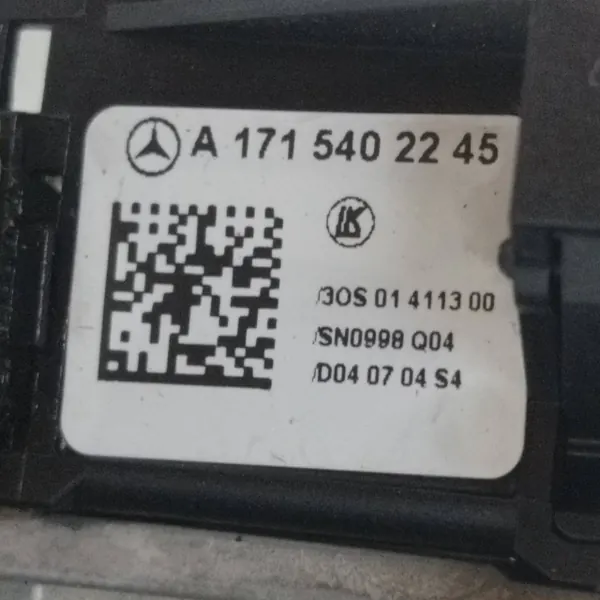 A 171 540 22 45
/3OS 01 4113 00
/SN0998 Q04
/D04 07 04 S4